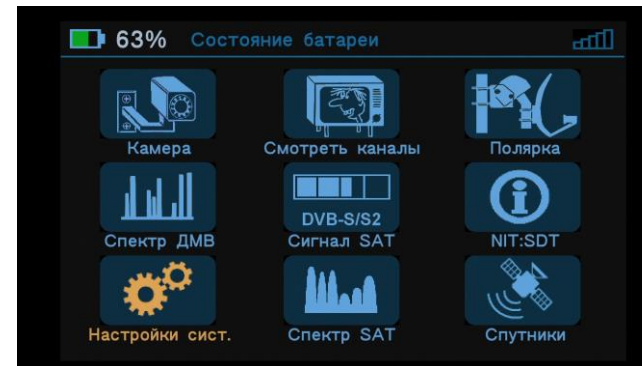 63% Состояние батареи
Камера
Смотреть каналы
Полярка
Спектр ДМВ
DVB-S/S2
Сигнал SAT
NIT:SDT
Настройки сист.
Спектр SAT
Спутники